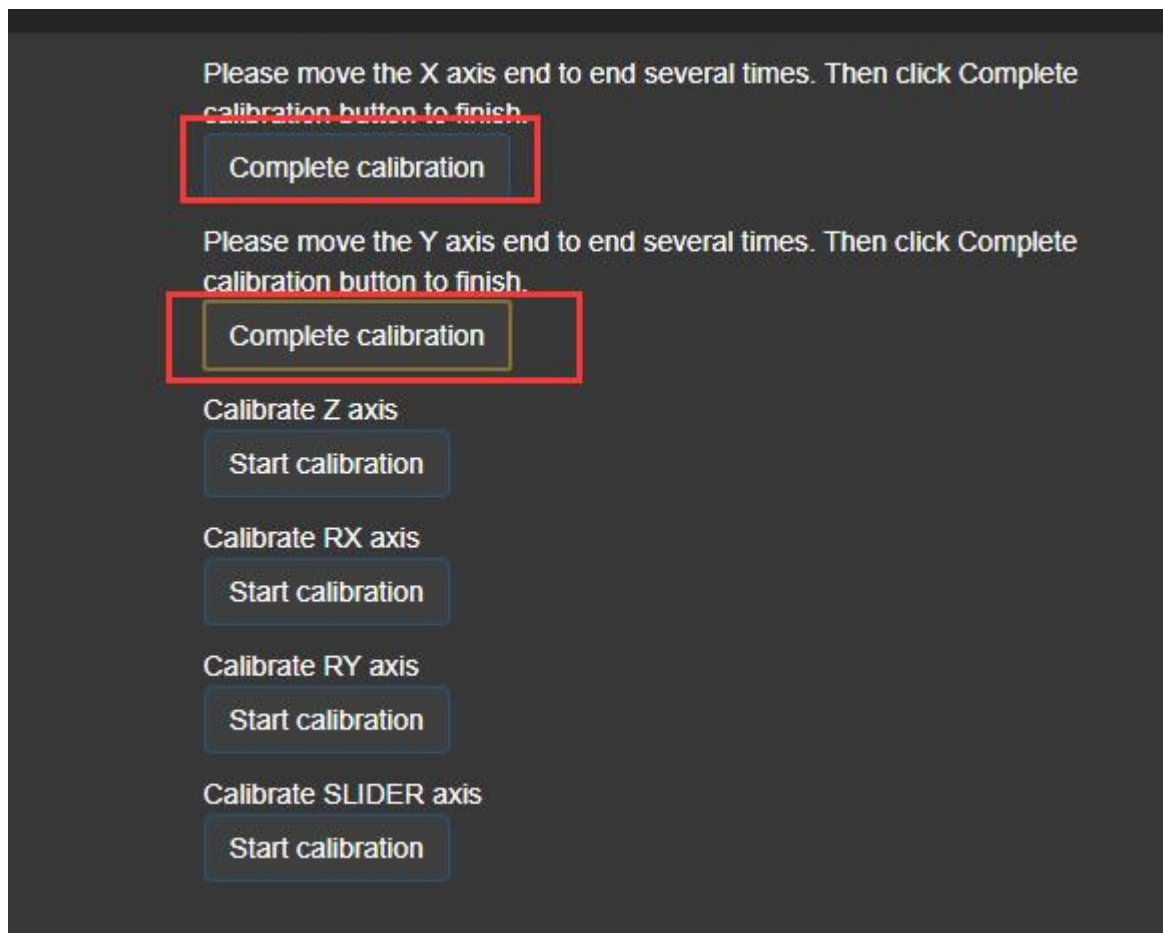 Please move the X axis end to end several times. Then click Complete
calibration button to finish.
Complete calibration
Please move the Y axis end to end several times. Then click Complete
calibration button to finish.
Complete calibration
Calibrate Z axis
Start calibration
Calibrate RX axis
Start calibration
Calibrate RY axis
Start calibration
Calibrate SLIDER axis
Start calibration